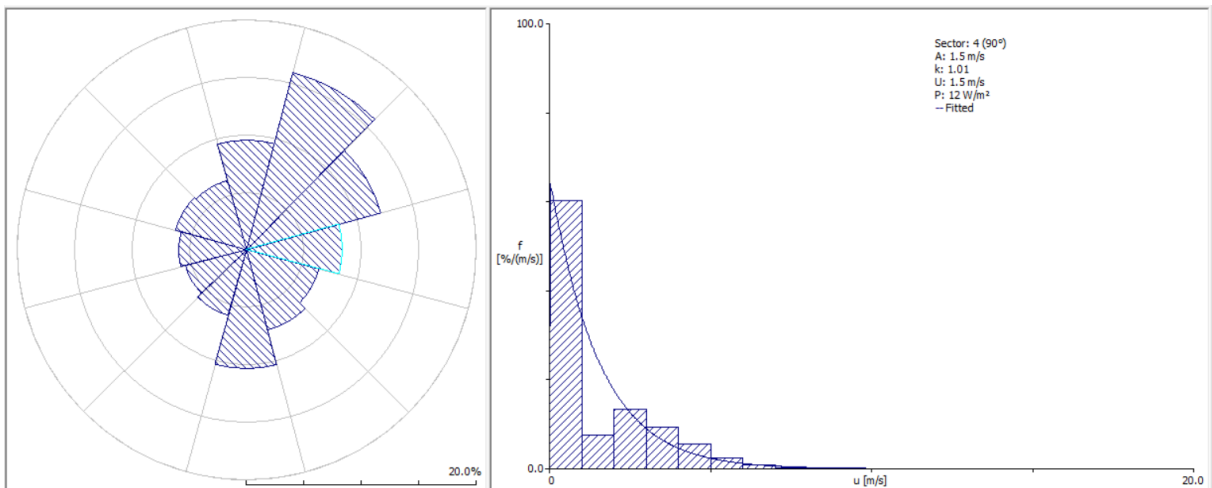 20.0%
100.0
f
[%/(m/s)]
0.0
0
u [m/s]
20.0
Sector: 4 (90°)
A: 1.5 m/s
k: 1.01
U: 1.5 m/s
P: 12 W/m²
— Fitted